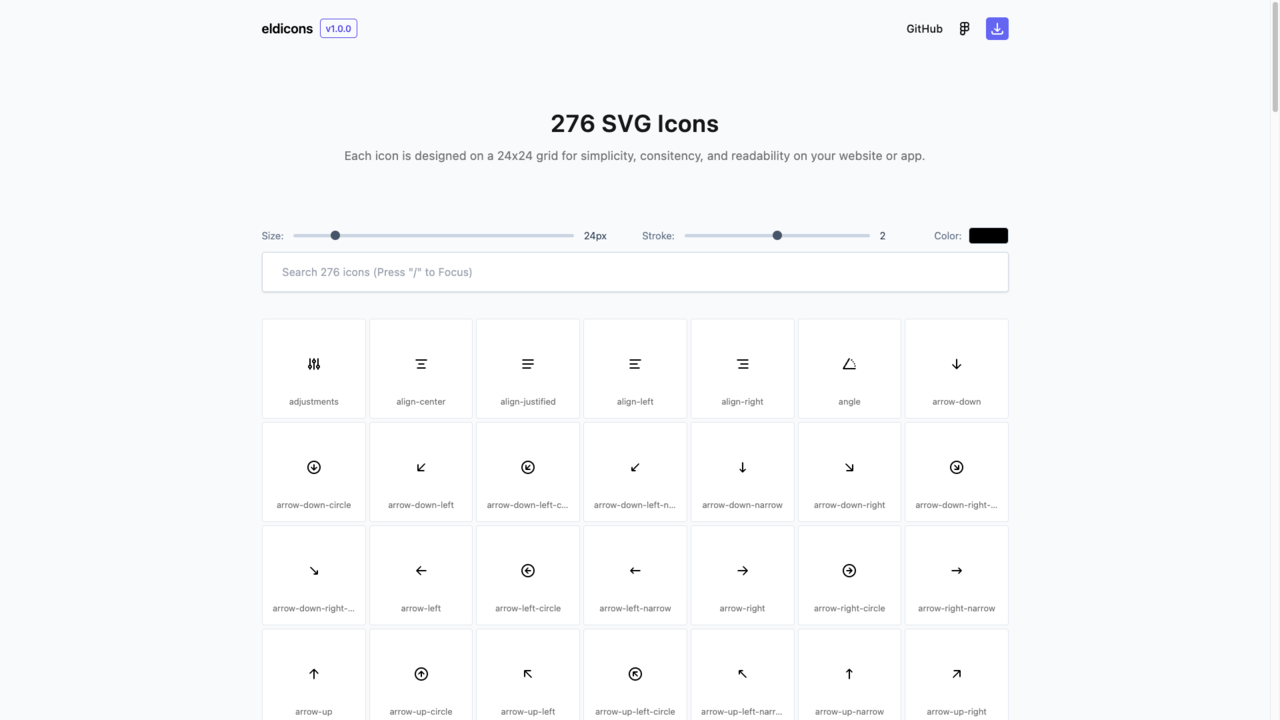 eldicons v1.0.0 GitHub
276 SVG Icons
Each icon is designed on a 24x24 grid for simplicity, consitency, and readability on your website or app.
Size: 24px Stroke: 2 Color:
Search 276 icons (Press "/" to Focus)
adjustments align-center align-justified align-left align-right angle arrow-down
arrow-down-circle arrow-down-left arrow-down-left-c... arrow-down-left-n... arrow-down-narrow arrow-down-right arrow-down-right-...
arrow-down-right-... arrow-left arrow-left-circle arrow-left-narrow arrow-right arrow-right-circle arrow-right-narrow
arrow-up arrow-up-circle arrow-up-left arrow-up-left-circle arrow-up-left-narr... arrow-up-narrow arrow-up-right